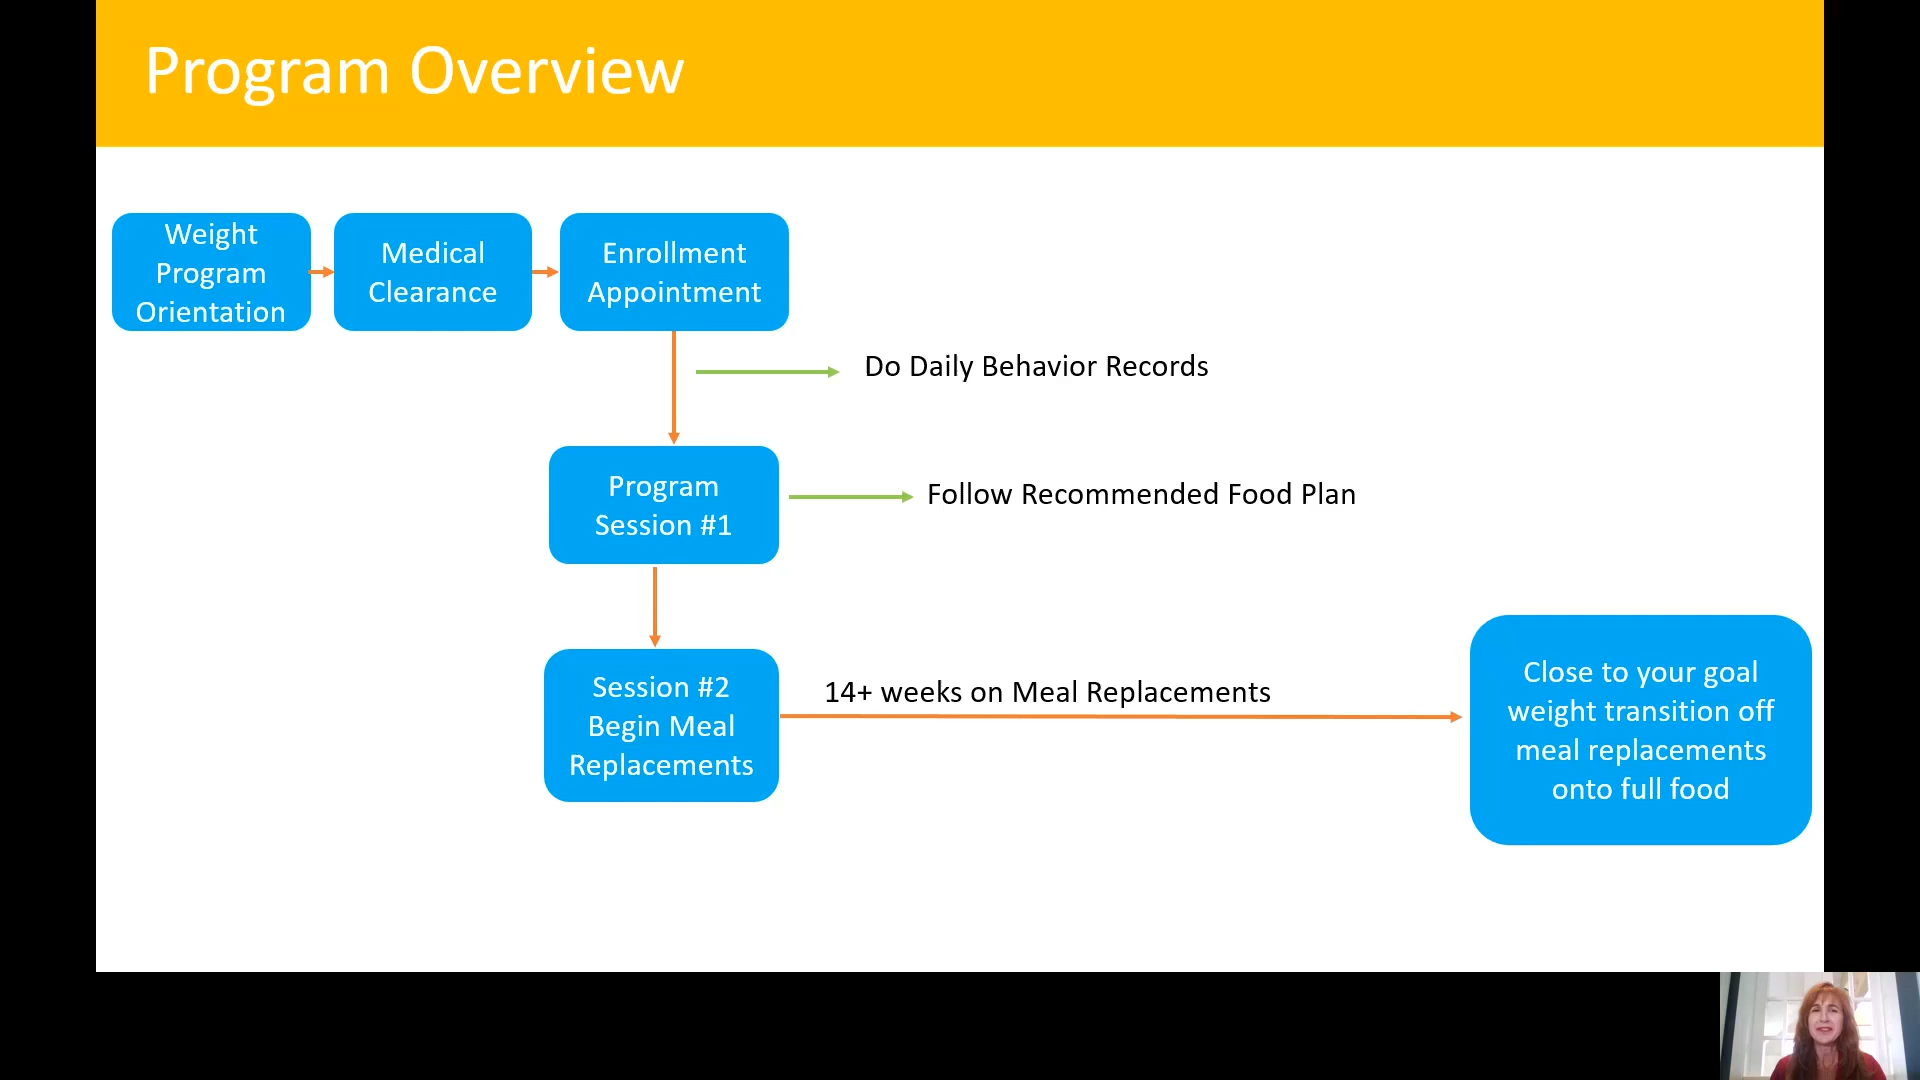 Program Overview
Weight
Program
Orientation
Medical
Clearance
Enrollment
Appointment
Do Daily Behavior Records
Program
Session #1
Follow Recommended Food Plan
Session #2
Begin Meal
Replacements
14+ weeks on Meal Replacements
Close to your goal
weight transition off
meal replacements
onto full food